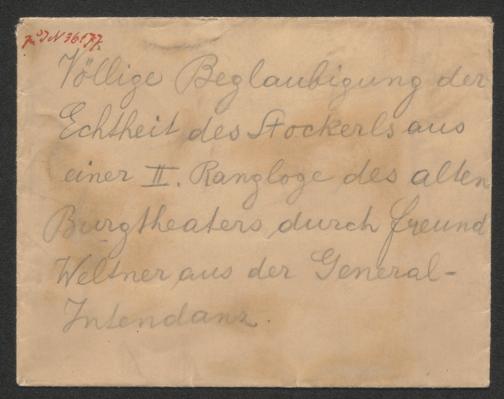 Völlige Beglaubigung der
Echtheit des Stockerls aus
einer II. Rangloge des alten
Burgtheaters, durch Freund
Weltner aus der General-
Intendanz.